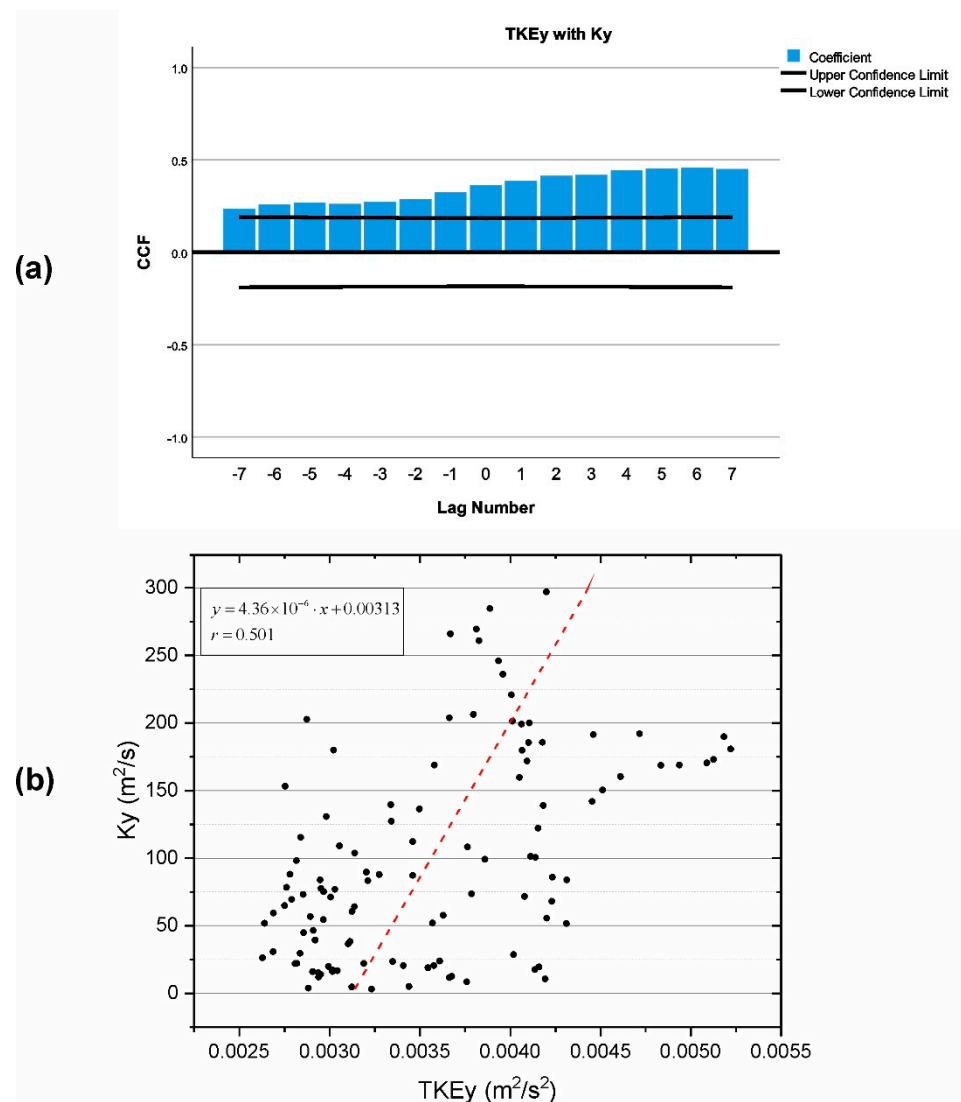 TKEy with Ky
Coefficient
Upper Confidence Limit
Lower Confidence Limit
1.0
0.5
0.0
-0.5
-1.0
CCF
-7 -6 -5 -4 -3 -2 -1 0 1 2 3 4 5 6 7
Lag Number
(a)
y = 4.36×10⁻⁶ · x + 0.00313
r = 0.501
300
250
200
150
100
50
0
Ky (m²/s)
0.0025 0.0030 0.0035 0.0040 0.0045 0.0050 0.0055
TKEy (m²/s²)
(b)